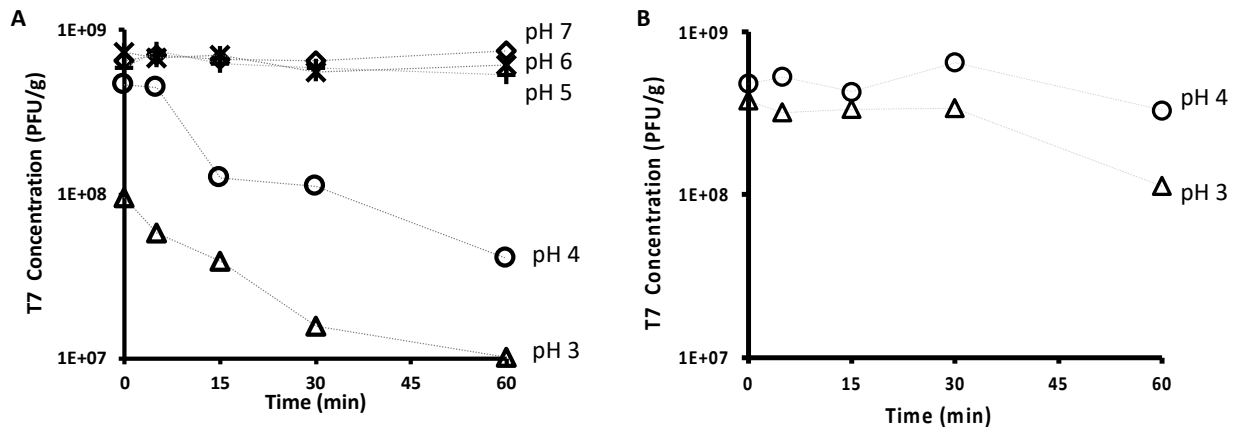 A
1E+09
1E+08
1E+07
T7 Concentration (PFU/g)
0 15 30 45 60
Time (min)
pH 7
pH 6
pH 5
pH 4
pH 3
B
1E+09
1E+08
1E+07
T7 Concentration (PFU/g)
0 15 30 45 60
Time (min)
pH 4
pH 3